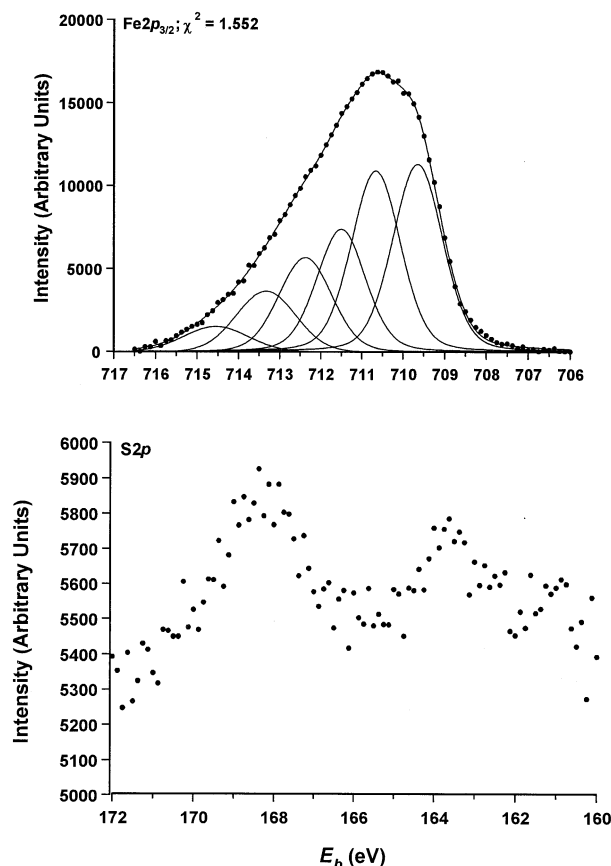 Fe2p3/2; χ² = 1.552
Intensity (Arbitrary Units)
20000
15000
10000
5000
0
717 716 715 714 713 712 711 710 709 708 707 706
S2p
Intensity (Arbitrary Units)
6000
5900
5800
5700
5600
5500
5400
5300
5200
5100
5000
172 170 168 166 164 162 160
E_b (eV)